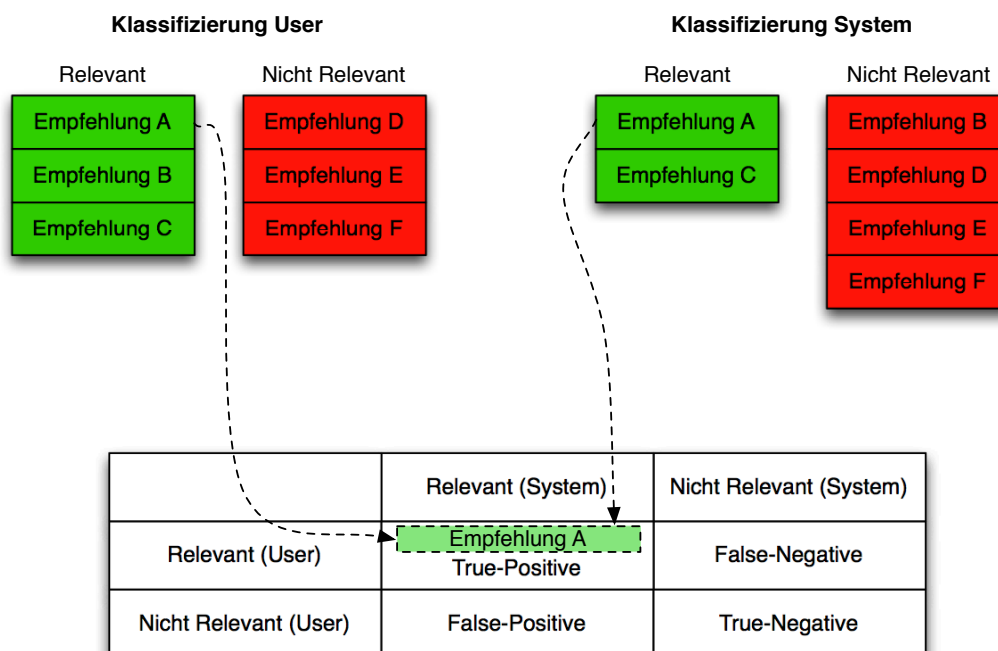 Klassifizierung User
Klassifizierung System
Relevant
Nicht Relevant
Relevant
Nicht Relevant
Empfehlung A
Empfehlung D
Empfehlung A
Empfehlung B
Empfehlung B
Empfehlung E
Empfehlung C
Empfehlung D
Empfehlung C
Empfehlung F
Empfehlung E
Empfehlung F
Relevant (System)
Nicht Relevant (System)
Relevant (User)
Empfehlung A
True-Positive
False-Negative
Nicht Relevant (User)
False-Positive
True-Negative